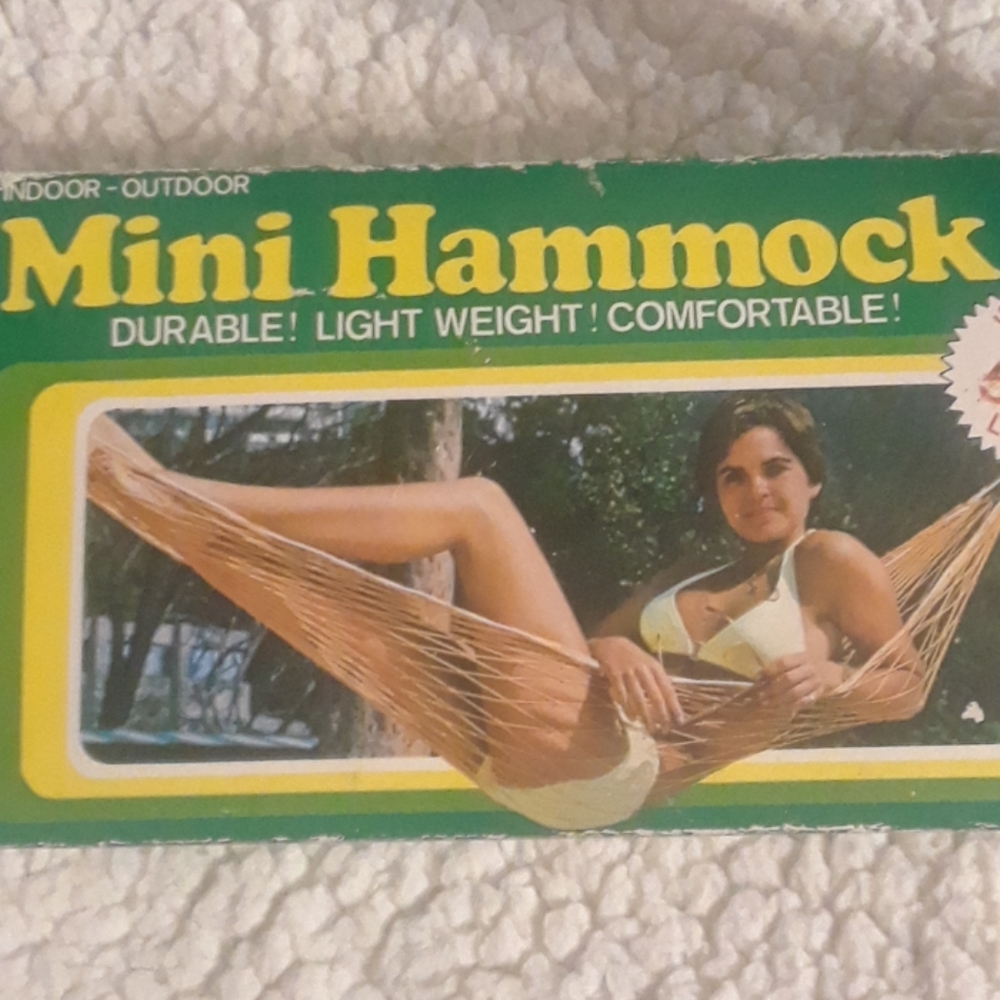 INDOOR - OUTDOOR
Mini Hammock
DURABLE! LIGHT WEIGHT! COMFORTABLE!